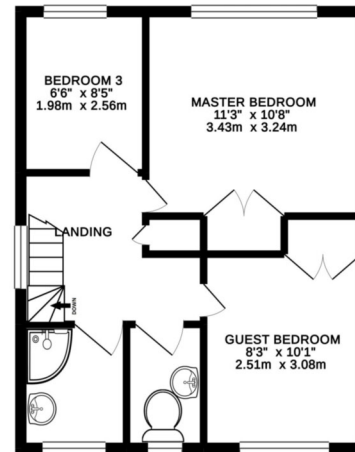 BEDROOM 3
6'6" x 8'5"
1.98m x 2.56m
MASTER BEDROOM
11'3" x 10'8"
3.43m x 3.24m
LANDING
DOWN
GUEST BEDROOM
8'3" x 10'1"
2.51m x 3.08m